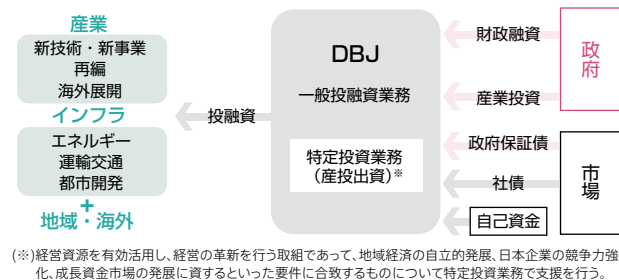 産業
新技術・新事業
再編
海外展開
インフラ
エネルギー
運輸交通
都市開発
+
地域・海外
投融資
DBJ
一般投融資業務
特定投資業務
（産投出資）※
財政融資
産業投資
政府保証債
社債
自己資金
政府
市場
(※)経営資源を有効活用し、経営の革新を行う取組であって、地域経済の自立的発展、日本企業の競争力強
化、成長資金市場の発展に資するといった要件に合致するものについて特定投資業務で支援を行う。